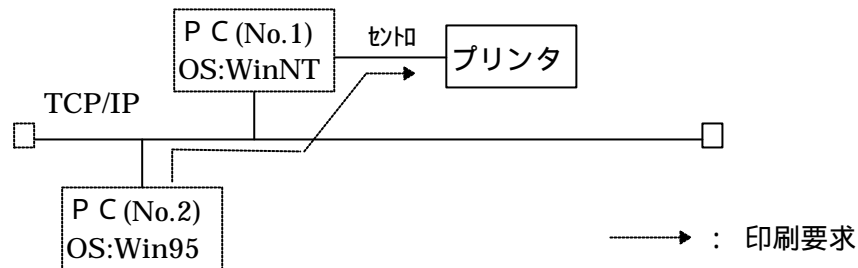 ＰＣ(No.1)
OS:WinNT
ｾﾝﾄﾛ
プリンタ
TCP/IP
ＰＣ(No.2)
OS:Win95
： 印刷要求